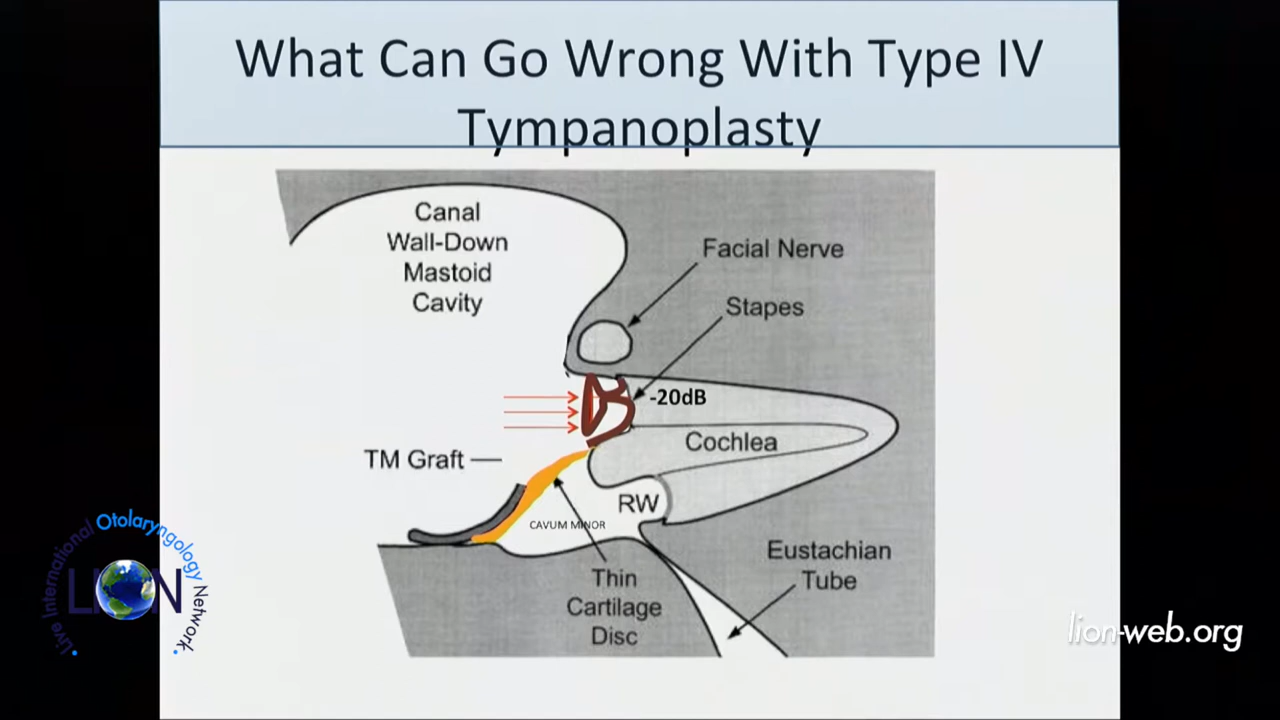 What Can Go Wrong With Type IV
Tympanoplasty
Canal
Wall-Down
Mastoid
Cavity
Facial Nerve
Stapes
-20dB
Cochlea
TM Graft
RW
CAVUM MINOR
Eustachian
Tube
Thin
Cartilage
Disc
LION
Live International Otolaryngology Network
lion-web.org